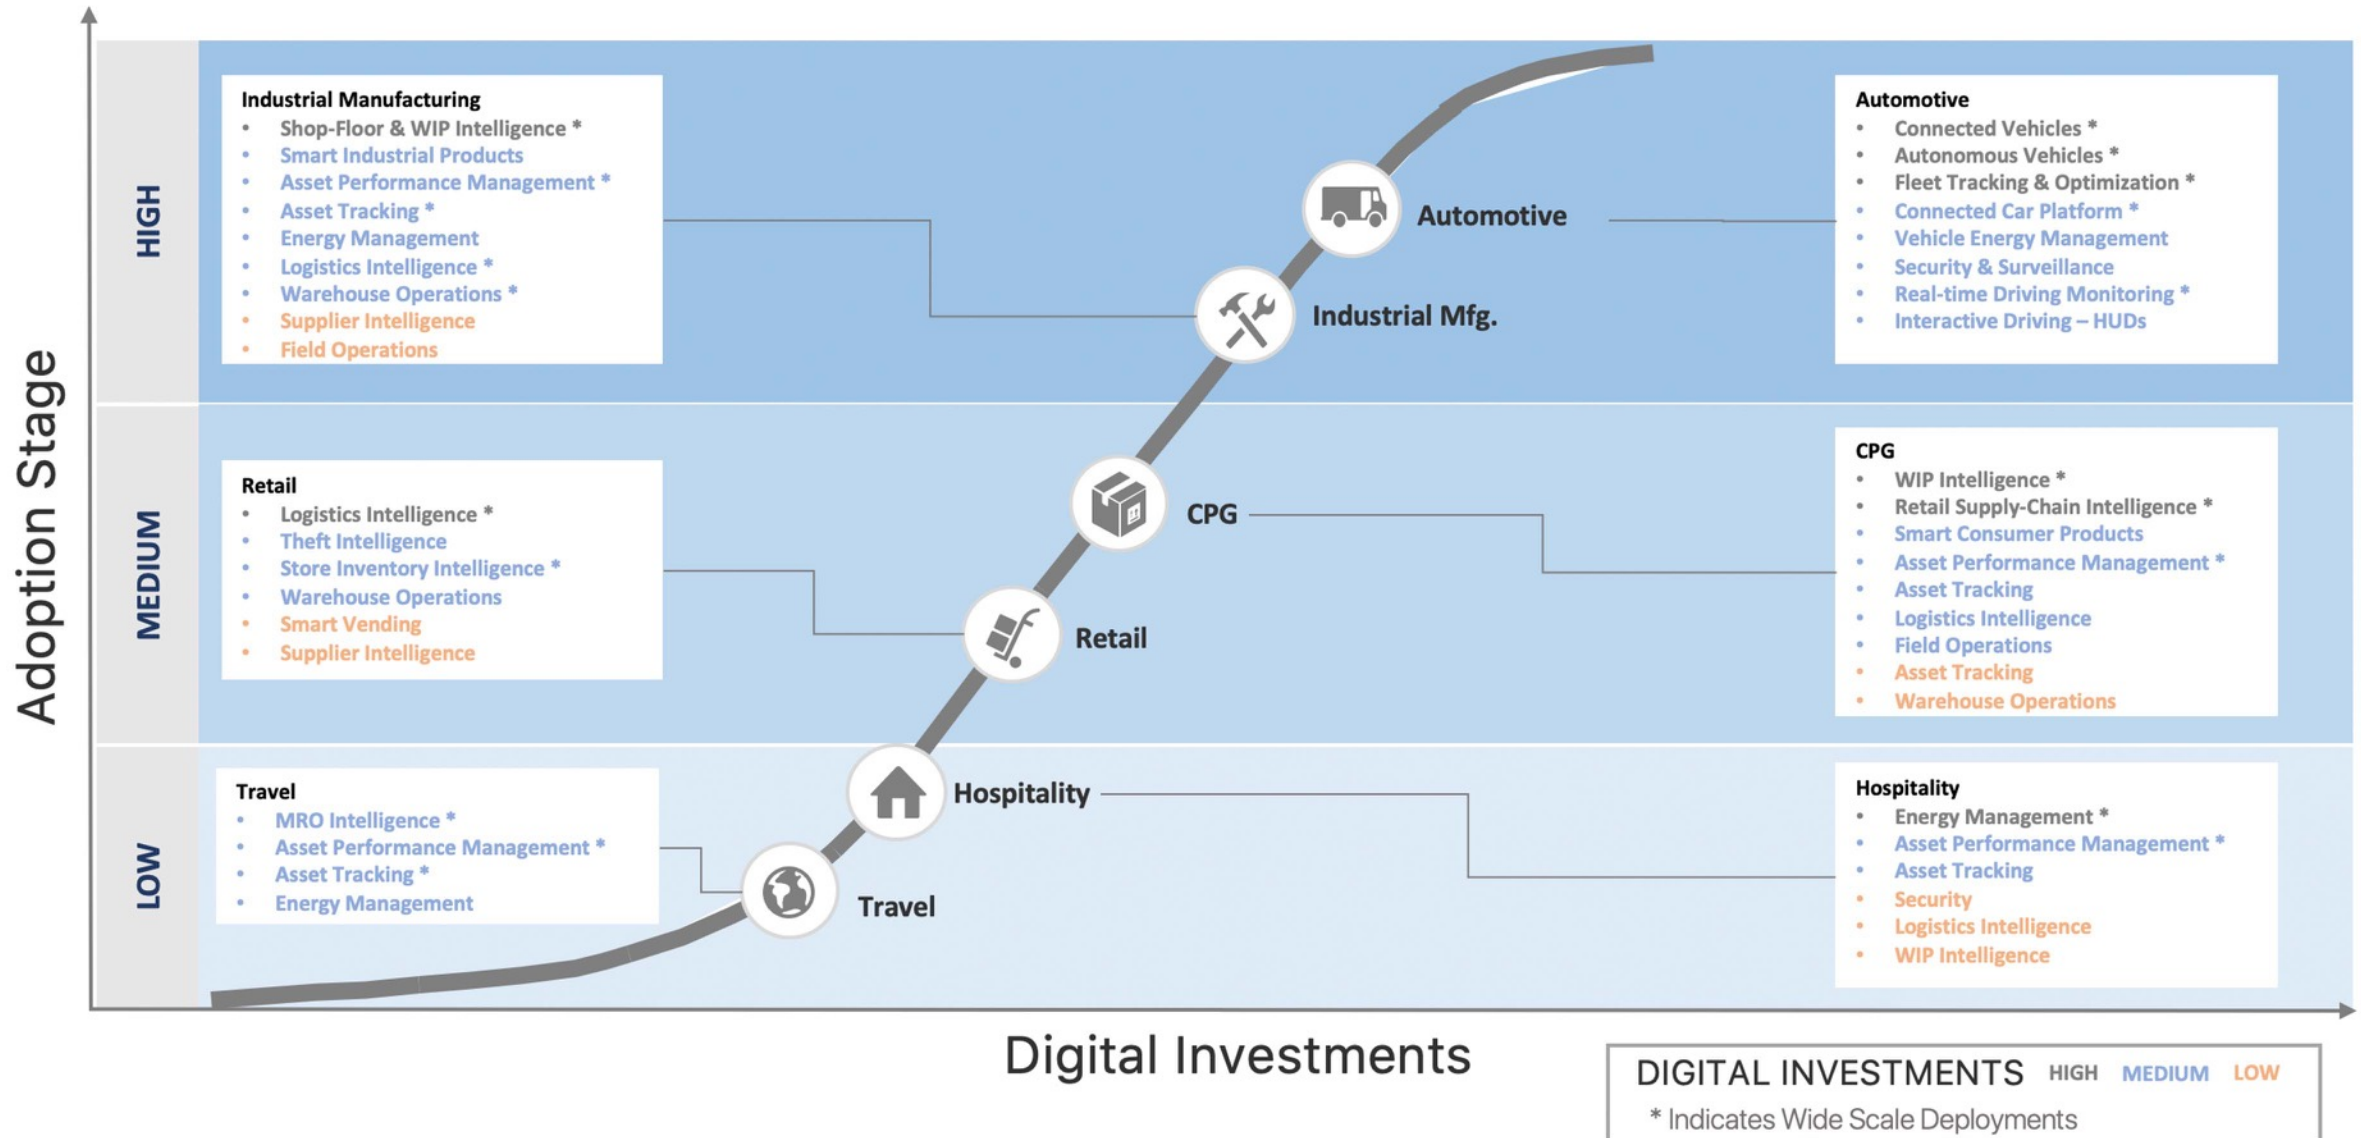 Adoption Stage
HIGH
Industrial Manufacturing
• Shop-Floor & WIP Intelligence *
• Smart Industrial Products
• Asset Performance Management *
• Asset Tracking *
• Energy Management
• Logistics Intelligence *
• Warehouse Operations *
• Supplier Intelligence
• Field Operations
Automotive
Industrial Mfg.
Automotive
• Connected Vehicles *
• Autonomous Vehicles *
• Fleet Tracking & Optimization *
• Connected Car Platform *
• Vehicle Energy Management
• Security & Surveillance
• Real-time Driving Monitoring *
• Interactive Driving – HUDs
MEDIUM
Retail
• Logistics Intelligence *
• Theft Intelligence
• Store Inventory Intelligence *
• Warehouse Operations
• Smart Vending
• Supplier Intelligence
CPG
Retail
CPG
• WIP Intelligence *
• Retail Supply-Chain Intelligence *
• Smart Consumer Products
• Asset Performance Management *
• Asset Tracking
• Logistics Intelligence
• Field Operations
• Asset Tracking
• Warehouse Operations
LOW
Travel
• MRO Intelligence *
• Asset Performance Management *
• Asset Tracking *
• Energy Management
Hospitality
Travel
Hospitality
• Energy Management *
• Asset Performance Management *
• Asset Tracking
• Security
• Logistics Intelligence
• WIP Intelligence
Digital Investments
DIGITAL INVESTMENTS HIGH MEDIUM LOW
* Indicates Wide Scale Deployments